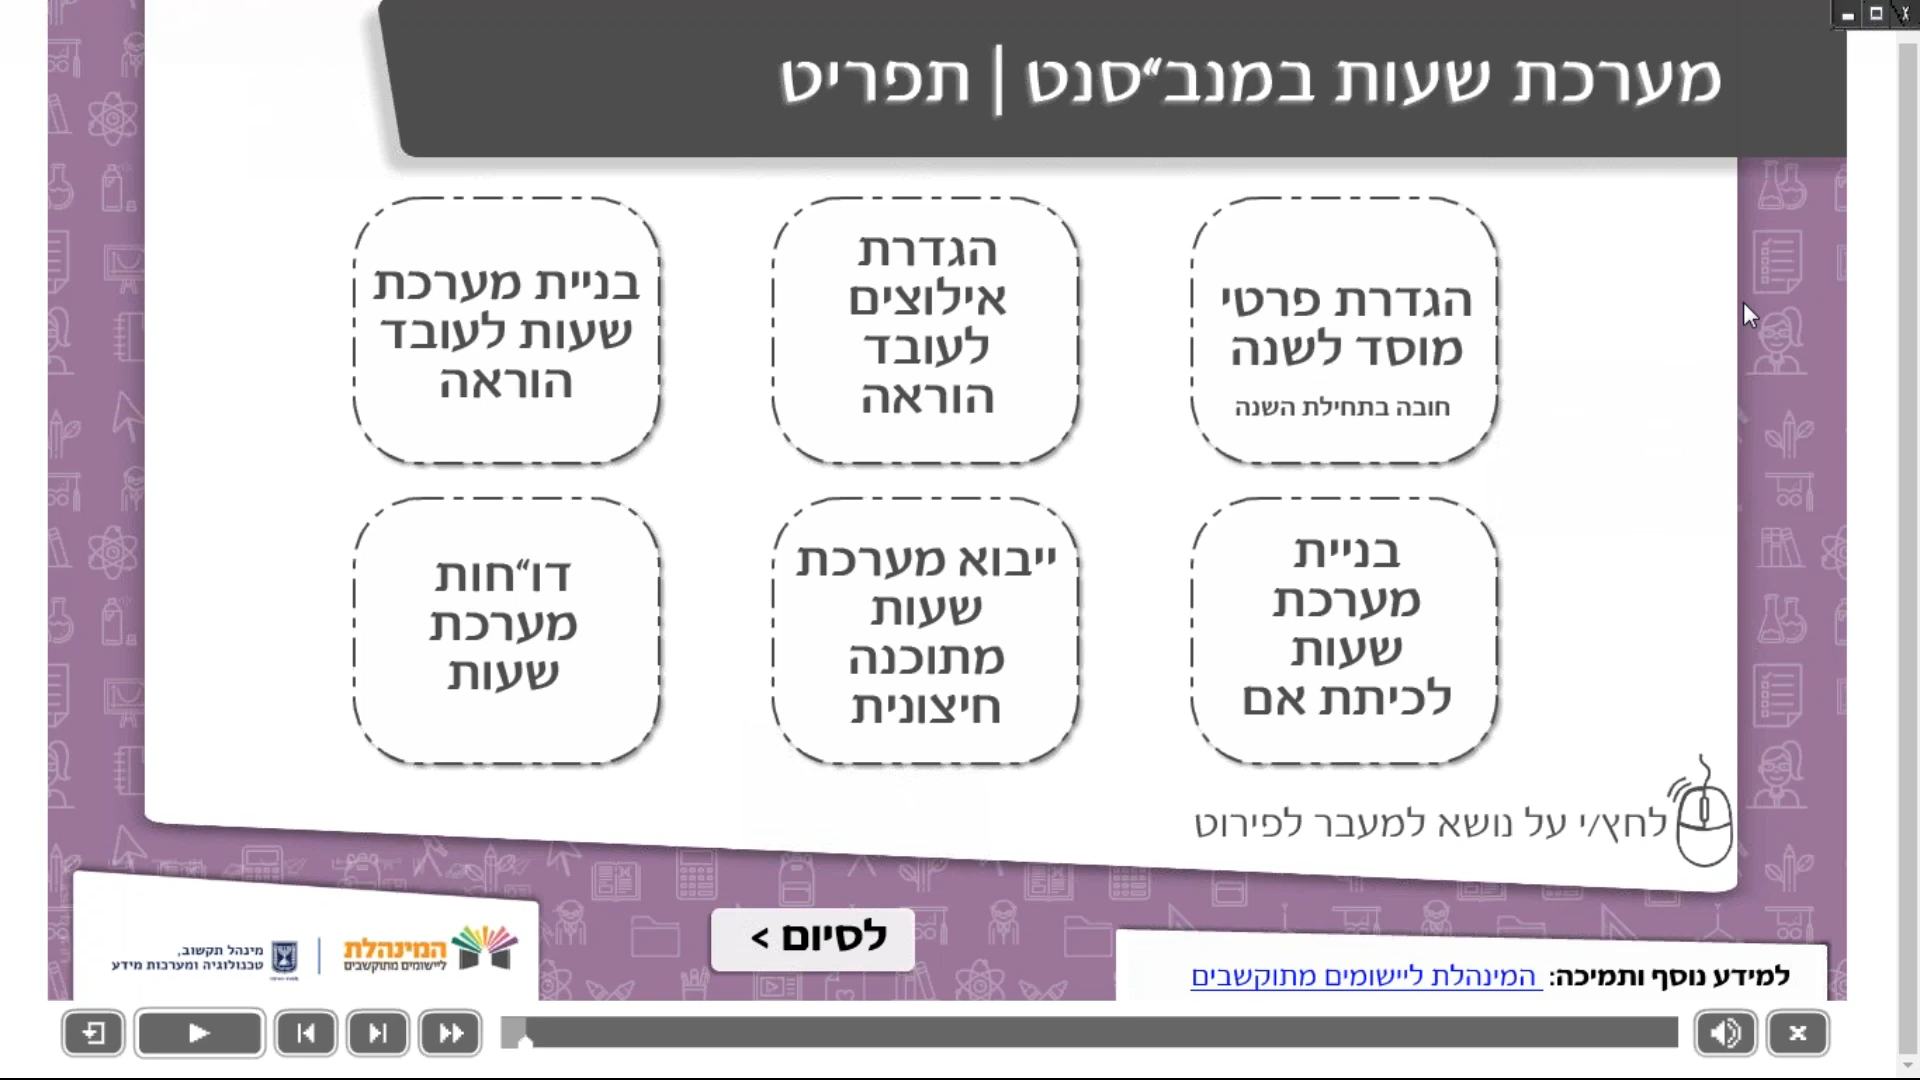 מערכת שעות במנב״סנט | תפריט
הגדרת פרטי
מוסד לשנה
חובה בתחילת השנה
הגדרת
אילוצים
לעובד
הוראה
בניית מערכת
שעות לעובד
הוראה
בניית
מערכת
שעות
לכיתת אם
ייבוא מערכת
שעות
מתוכנה
חיצונית
דו״חות
מערכת
שעות
לחץ/י על נושא למעבר לפירוט
לסיום >
למידע נוסף ותמיכה: המינהלת ליישומים מתוקשבים
המינהלת
ליישומים מתוקשבים
מינהל תקשוב,
טכנולוגיה ומערכות מידע